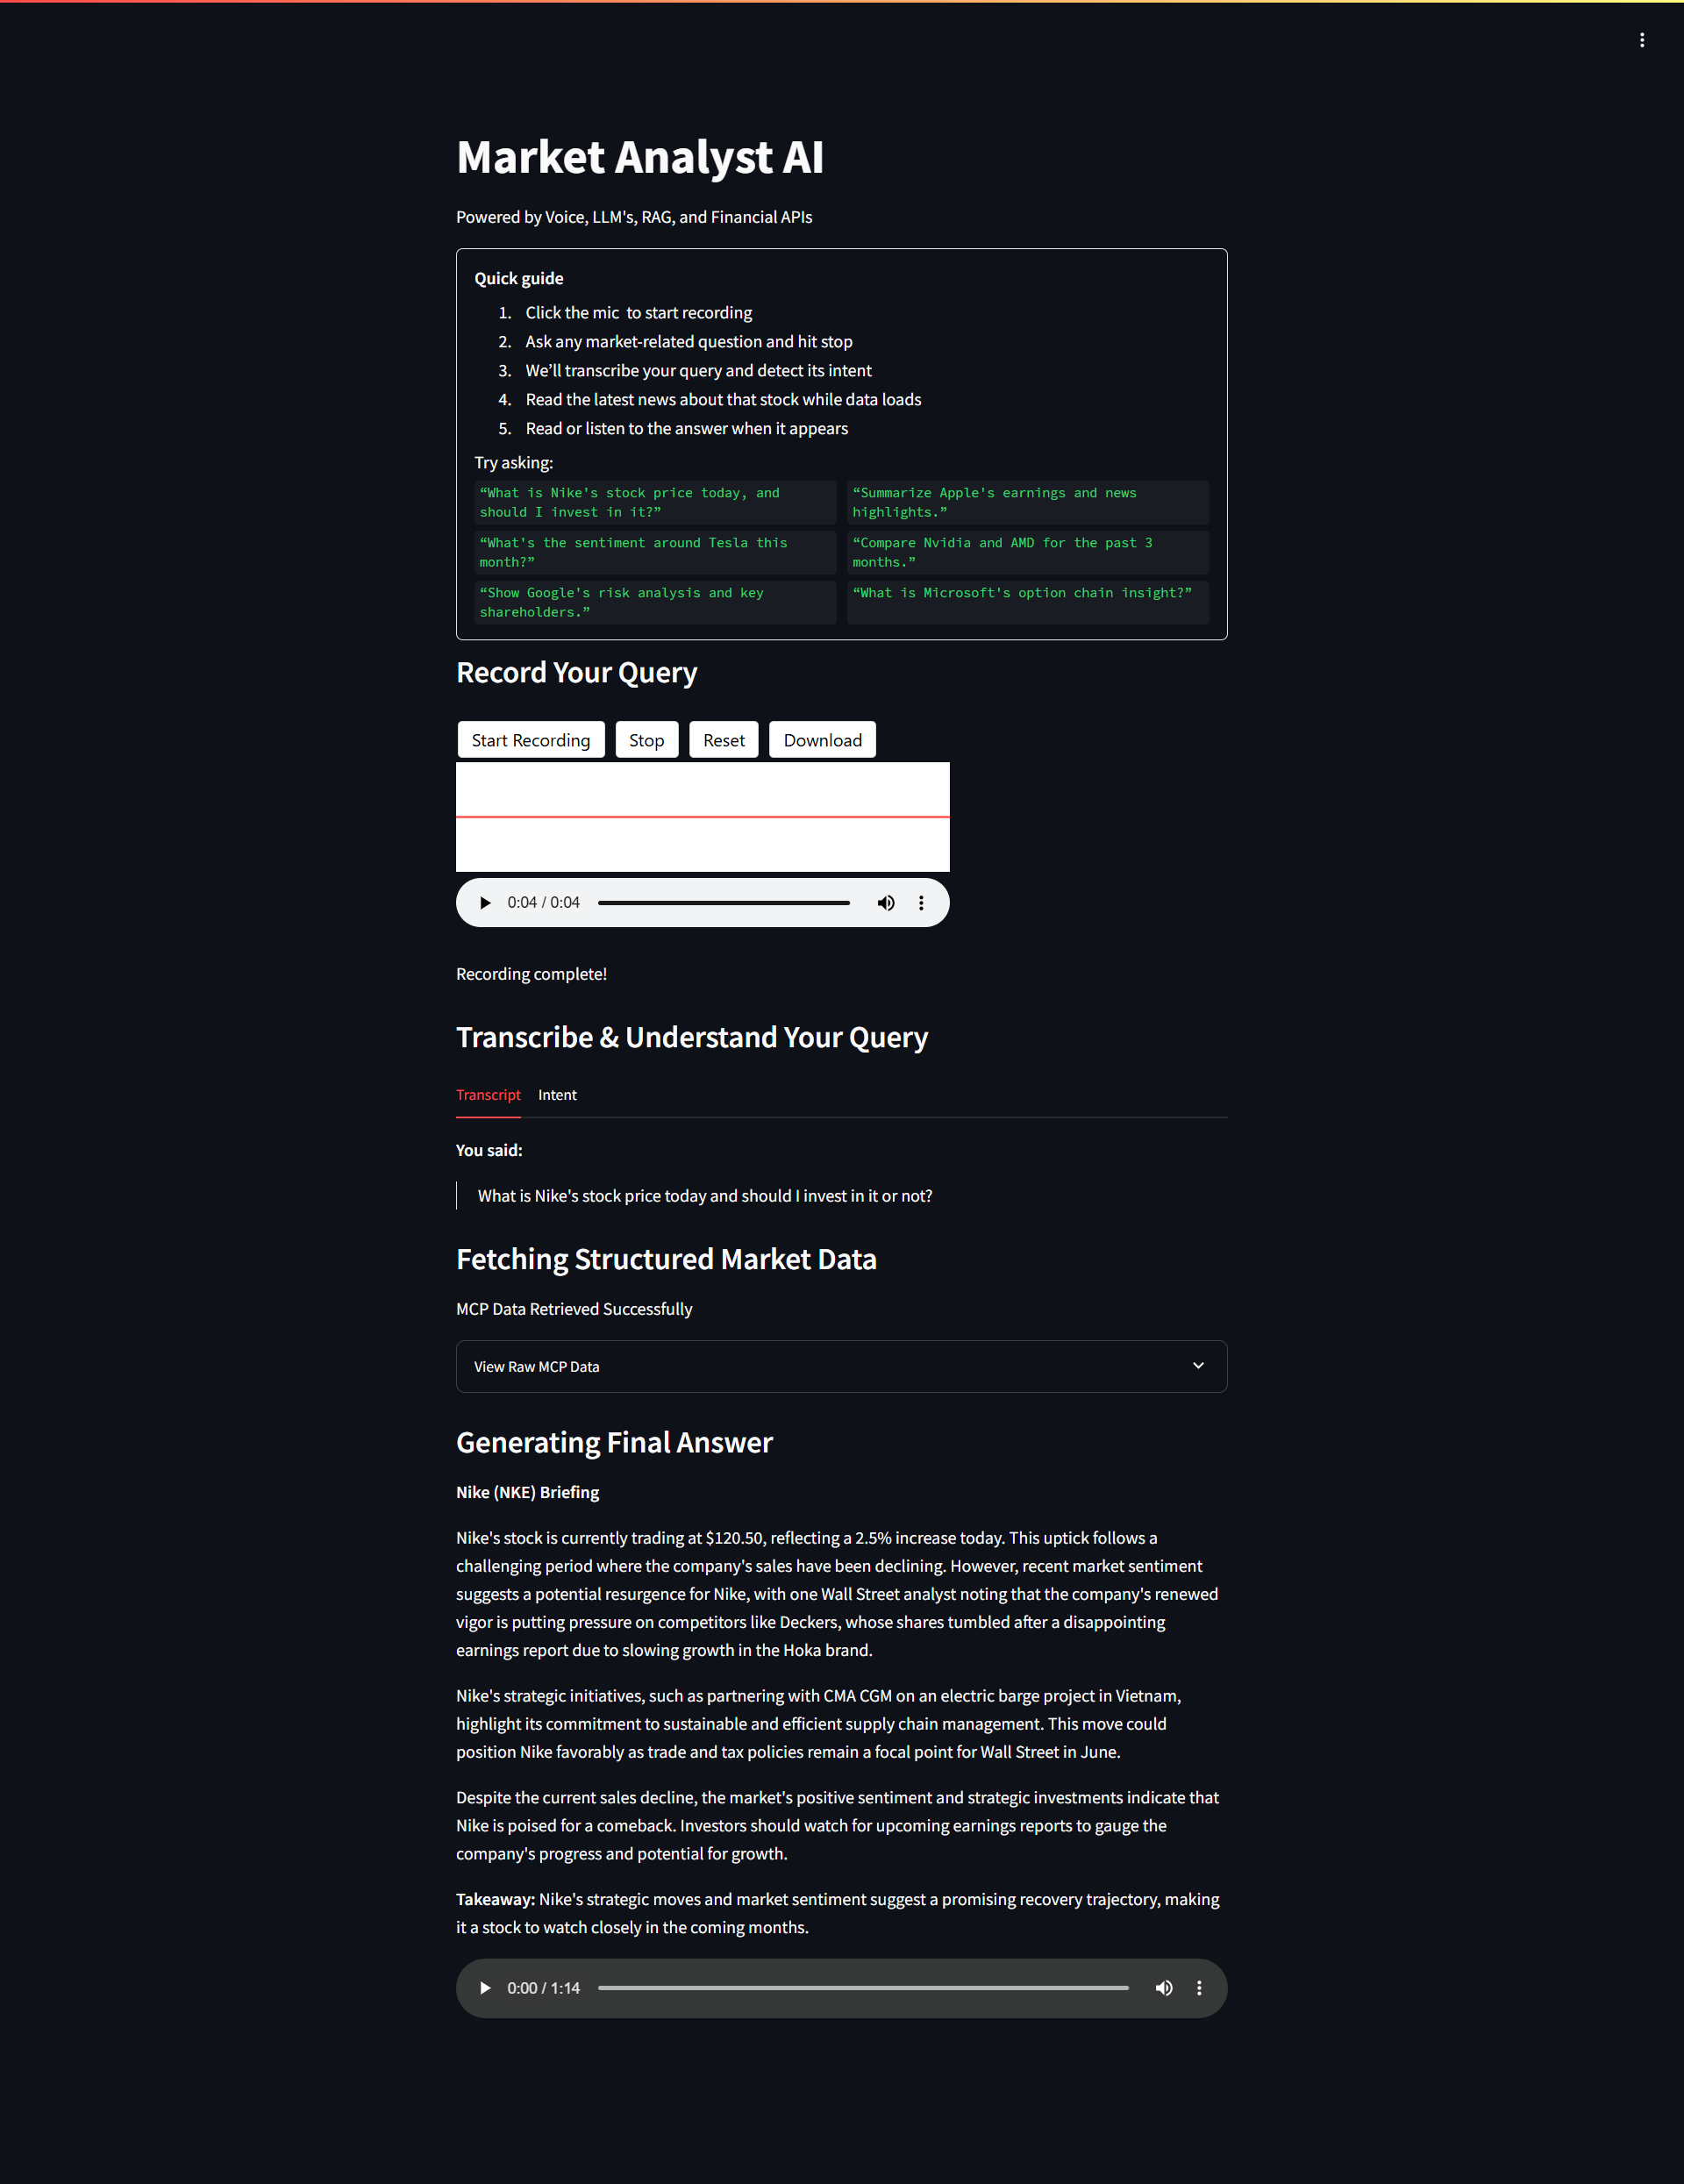 Market Analyst AI
Powered by Voice, LLM's, RAG, and Financial APIs
Quick guide
1. Click the mic to start recording
2. Ask any market-related question and hit stop
3. We’ll transcribe your query and detect its intent
4. Read the latest news about that stock while data loads
5. Read or listen to the answer when it appears
Try asking:
“What is Nike's stock price today, and
should I invest in it?”
“Summarize Apple's earnings and news
highlights.”
“What's the sentiment around Tesla this
month?”
“Compare Nvidia and AMD for the past 3
months.”
“Show Google's risk analysis and key
shareholders.”
“What is Microsoft's option chain insight?”
Record Your Query
Start Recording Stop Reset Download
0:04 / 0:04
Recording complete!
Transcribe & Understand Your Query
Transcript Intent
You said:
What is Nike's stock price today and should I invest in it or not?
Fetching Structured Market Data
MCP Data Retrieved Successfully
View Raw MCP Data
Generating Final Answer
Nike (NKE) Briefing
Nike's stock is currently trading at $120.50, reflecting a 2.5% increase today. This uptick follows a
challenging period where the company's sales have been declining. However, recent market sentiment
suggests a potential resurgence for Nike, with one Wall Street analyst noting that the company's renewed
vigor is putting pressure on competitors like Deckers, whose shares tumbled after a disappointing
earnings report due to slowing growth in the Hoka brand.
Nike's strategic initiatives, such as partnering with CMA CGM on an electric barge project in Vietnam,
highlight its commitment to sustainable and efficient supply chain management. This move could
position Nike favorably as trade and tax policies remain a focal point for Wall Street in June.
Despite the current sales decline, the market's positive sentiment and strategic investments indicate that
Nike is poised for a comeback. Investors should watch for upcoming earnings reports to gauge the
company's progress and potential for growth.
Takeaway: Nike's strategic moves and market sentiment suggest a promising recovery trajectory, making
it a stock to watch closely in the coming months.
0:00 / 1:14